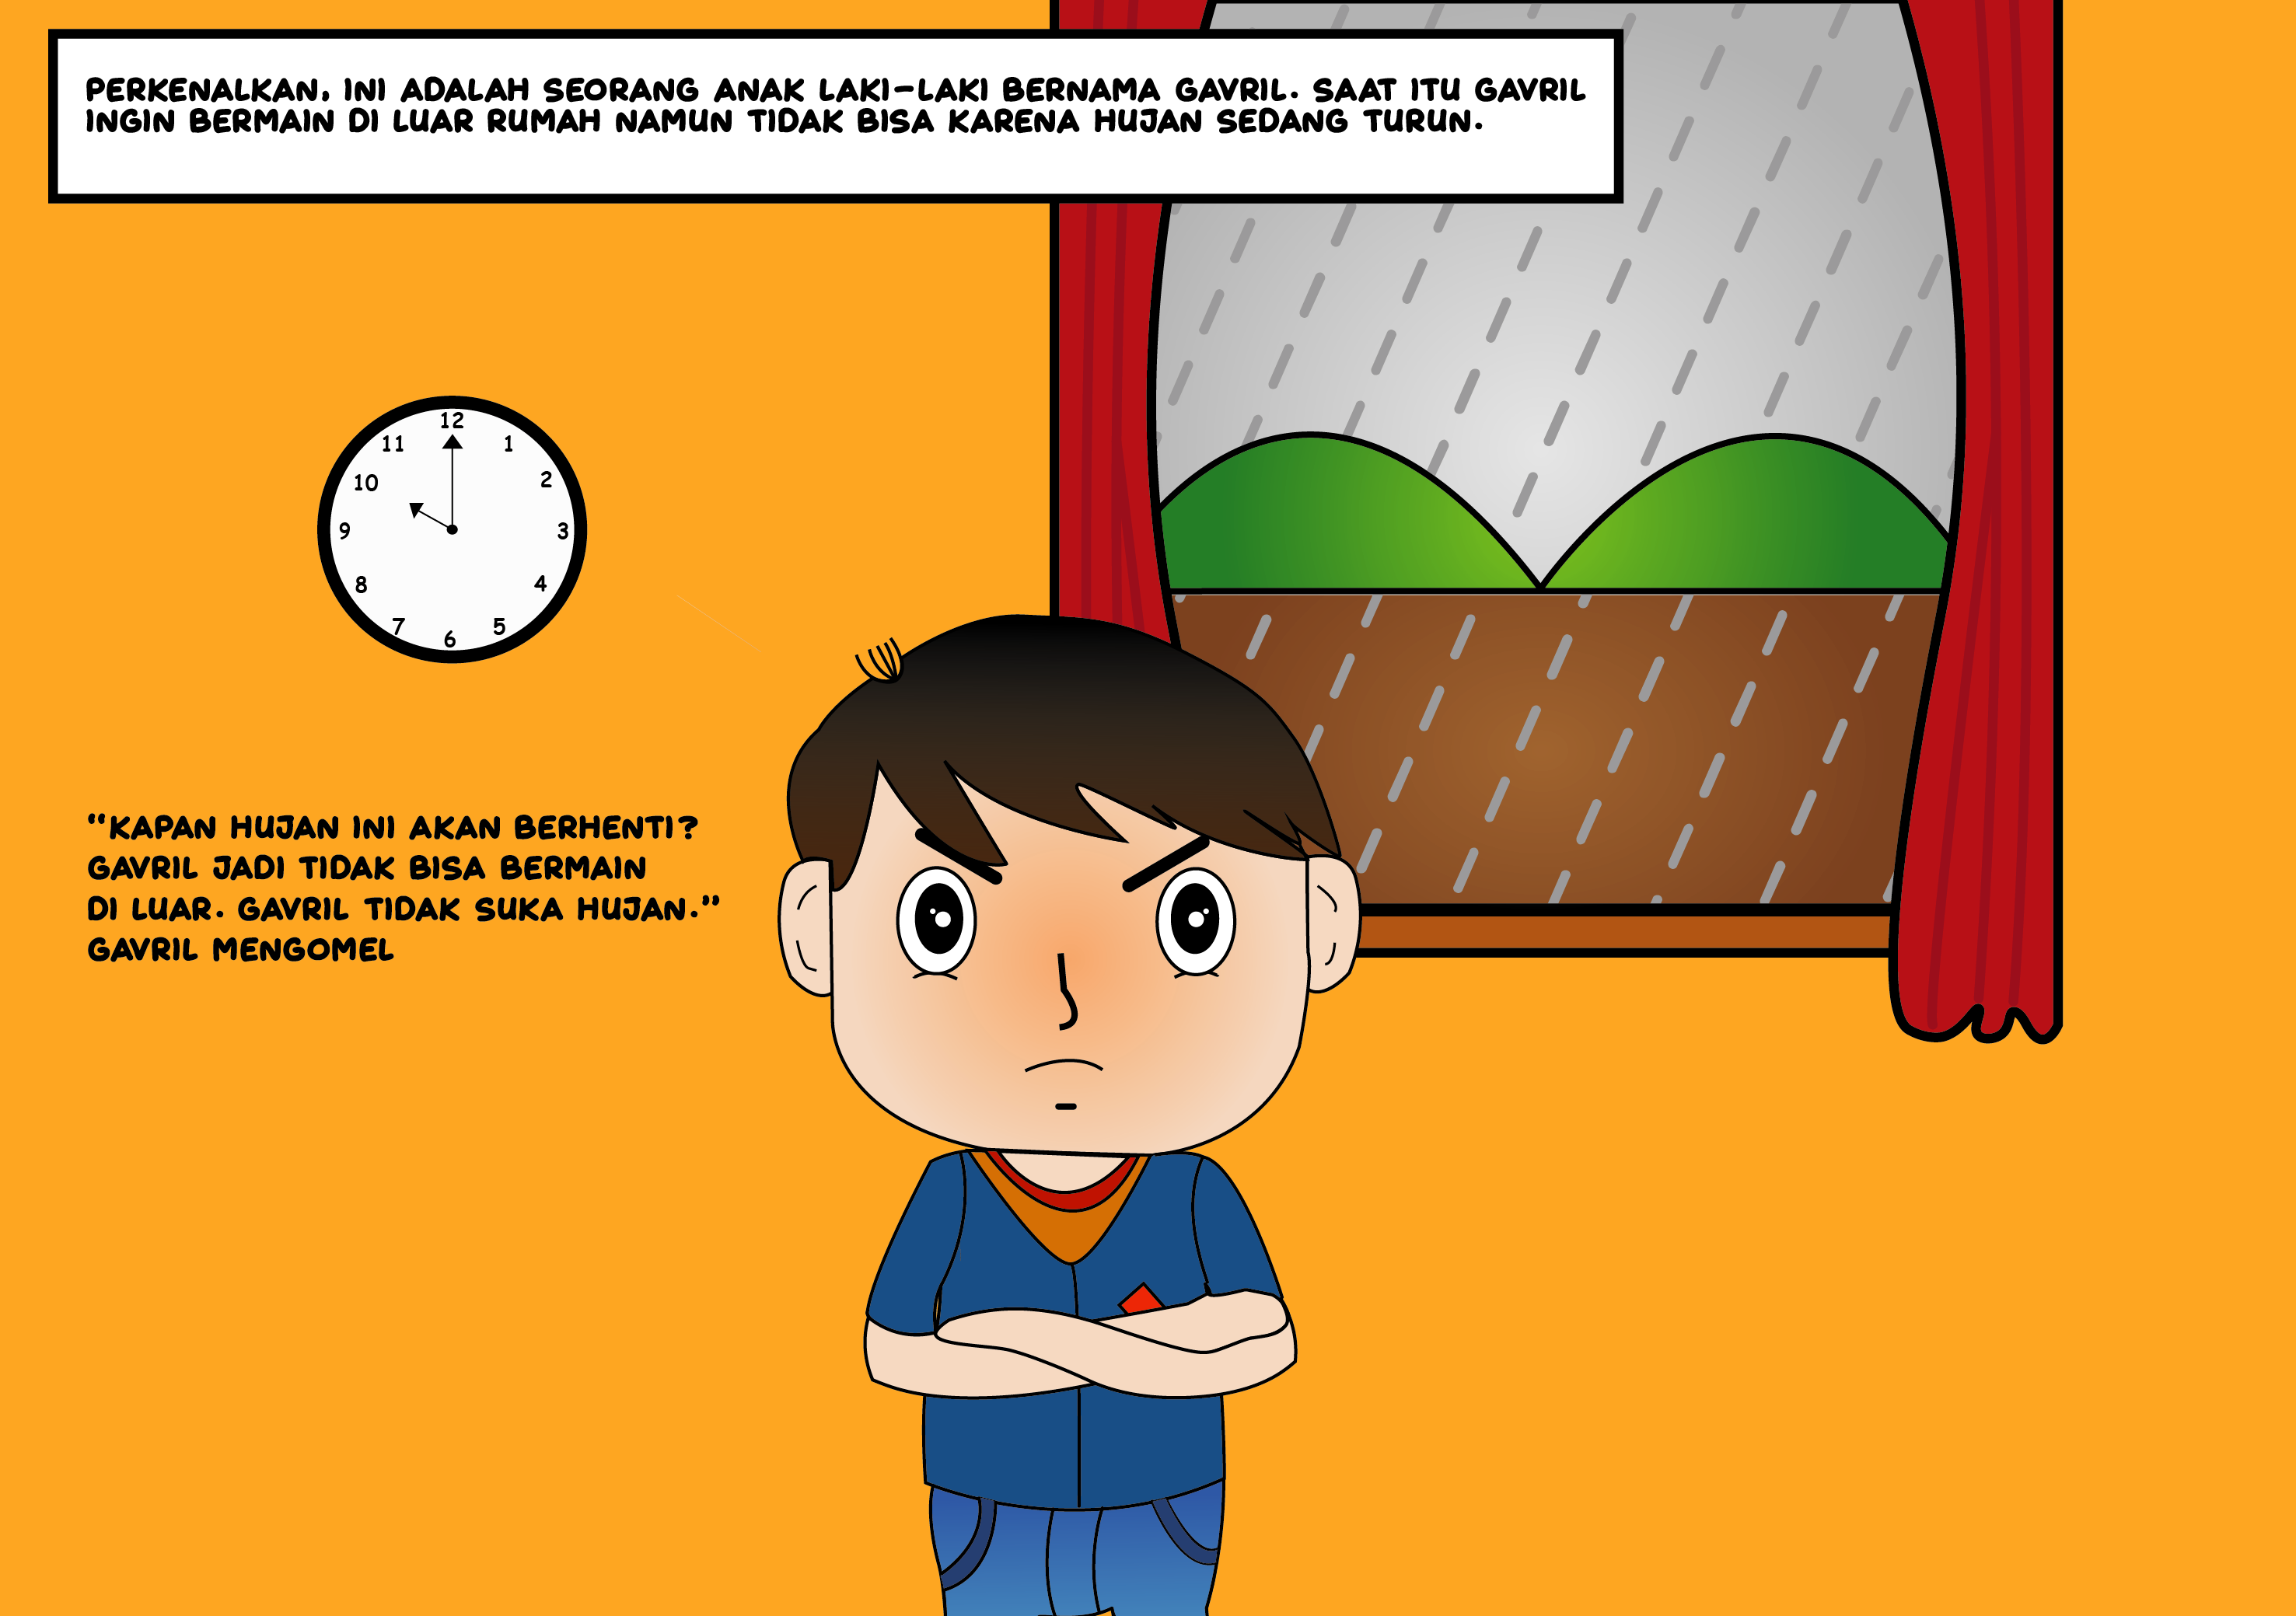 PERKENALKAN, INI ADALAH SEORANG ANAK LAKI-LAKI BERNAMA GAVRIL. SAAT ITU GAVRIL
INGIN BERMAIN DI LUAR RUMAH NAMUN TIDAK BISA KARENA HUJAN SEDANG TURUN.
12
11 1
10 2
9 3
8 4
7 5
6
“KAPAN HUJAN INI AKAN BERHENTI?
GAVRIL JADI TIDAK BISA BERMAIN
DI LUAR. GAVRIL TIDAK SUKA HUJAN.”
GAVRIL MENGOMEL